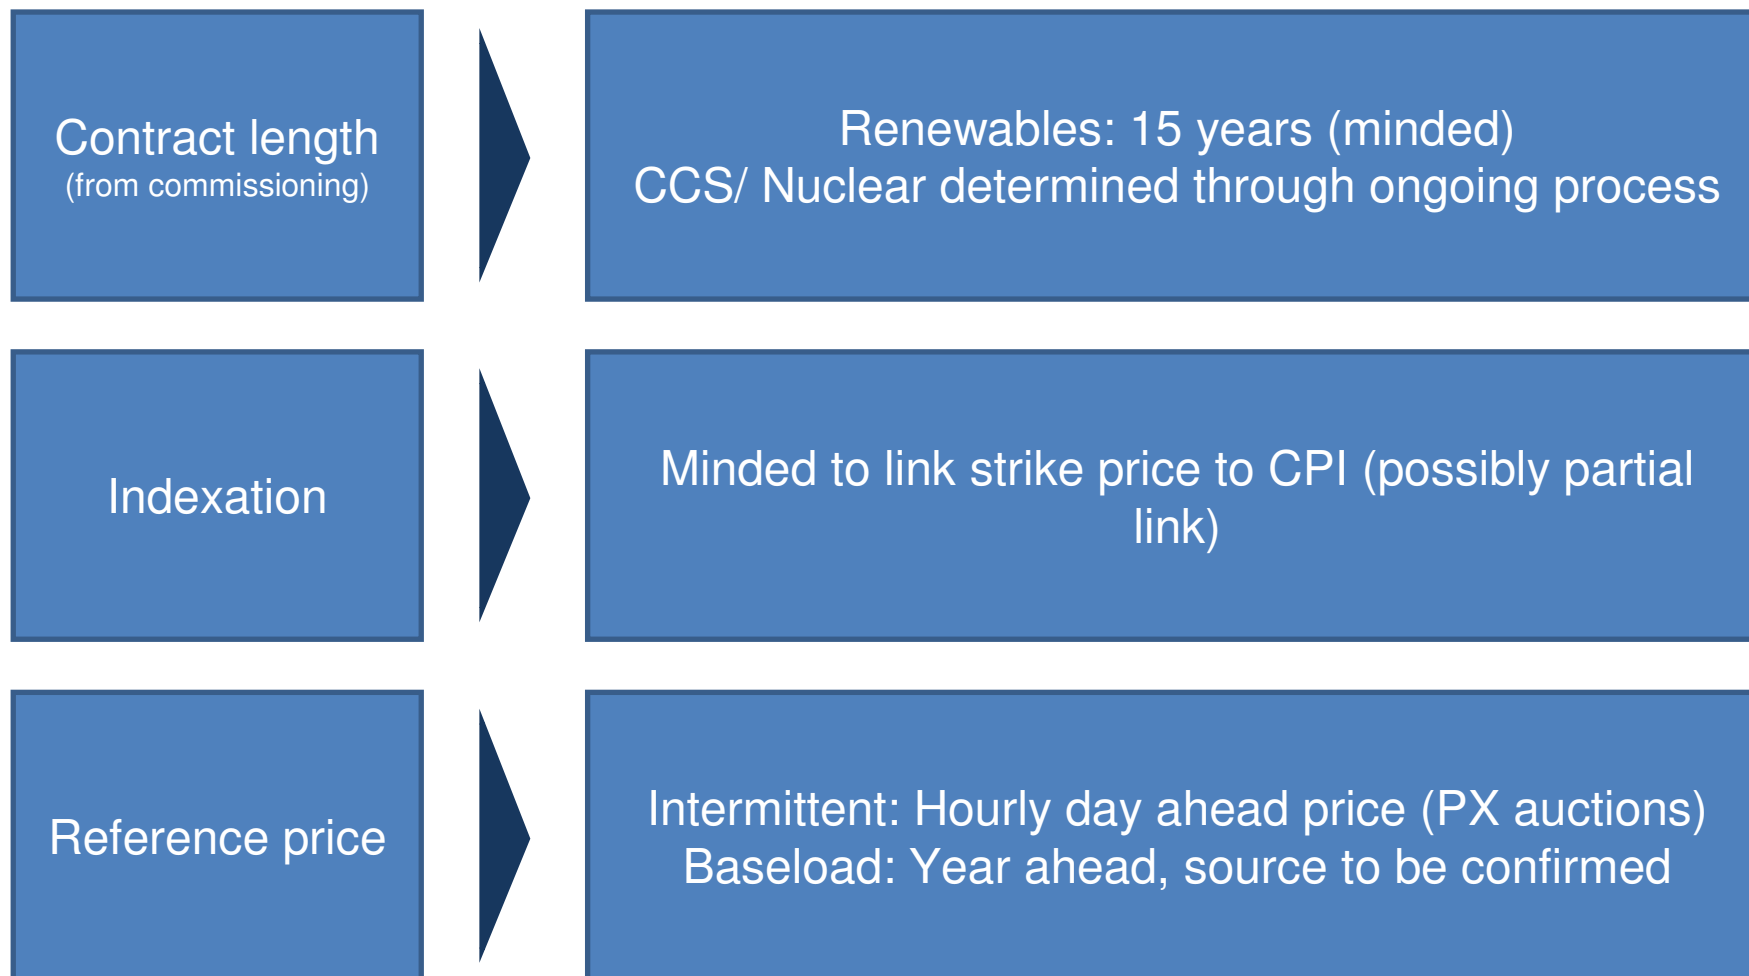 Contract length
(from commissioning)
Renewables: 15 years (minded)
CCS/ Nuclear determined through ongoing process
Indexation
Minded to link strike price to CPI (possibly partial
link)
Reference price
Intermittent: Hourly day ahead price (PX auctions)
Baseload: Year ahead, source to be confirmed